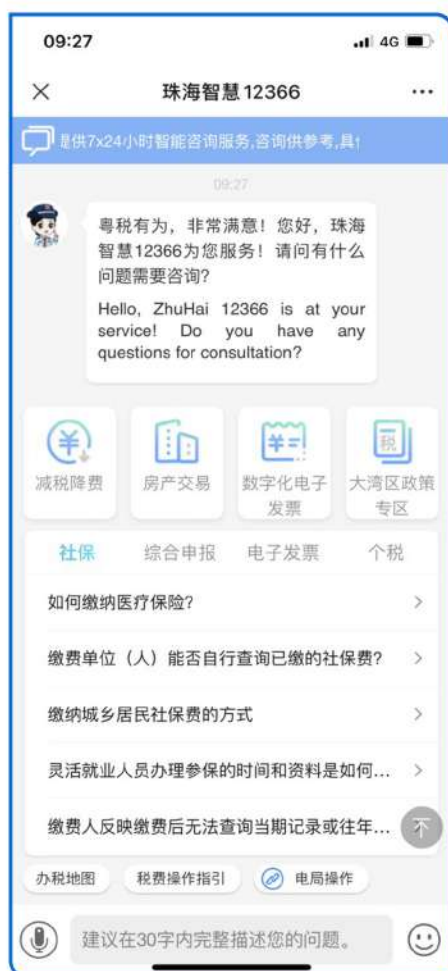 09:27
4G
珠海智慧12366
是供7x24小时智能咨询服务,咨询供参考,具
09:27
粤税有为，非常满意！您好，珠海
智慧12366为您服务！请问有什么
问题需要咨询?
Hello, ZhuHai 12366 is at your
service! Do you have any
questions for consultation?
减税降费
房产交易
数字化电子
发票
税
大湾区政策
专区
社保 综合申报 电子发票 个税
如何缴纳医疗保险?
缴费单位（人）能否自行查询已缴的社保费?
缴纳城乡居民社保费的方式
灵活就业人员办理参保的时间和资料是如何...
缴费人反映缴费后无法查询当期记录或往年...
办税地图 税费操作指引 电局操作
建议在30字内完整描述您的问题。